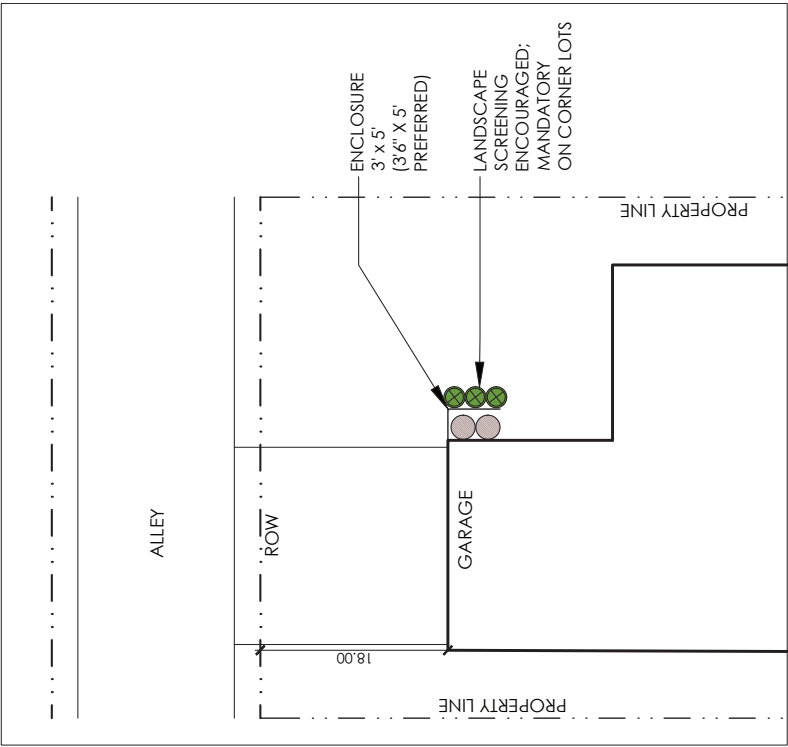 ENCLOSURE
3' x 5'
(3'6" X 5'
PREFERRED)
LANDSCAPE
SCREENING
ENCOURAGED;
MANDATORY
ON CORNER LOTS
PROPERTY LINE
ALLEY
ROW
GARAGE
18.00
PROPERTY LINE